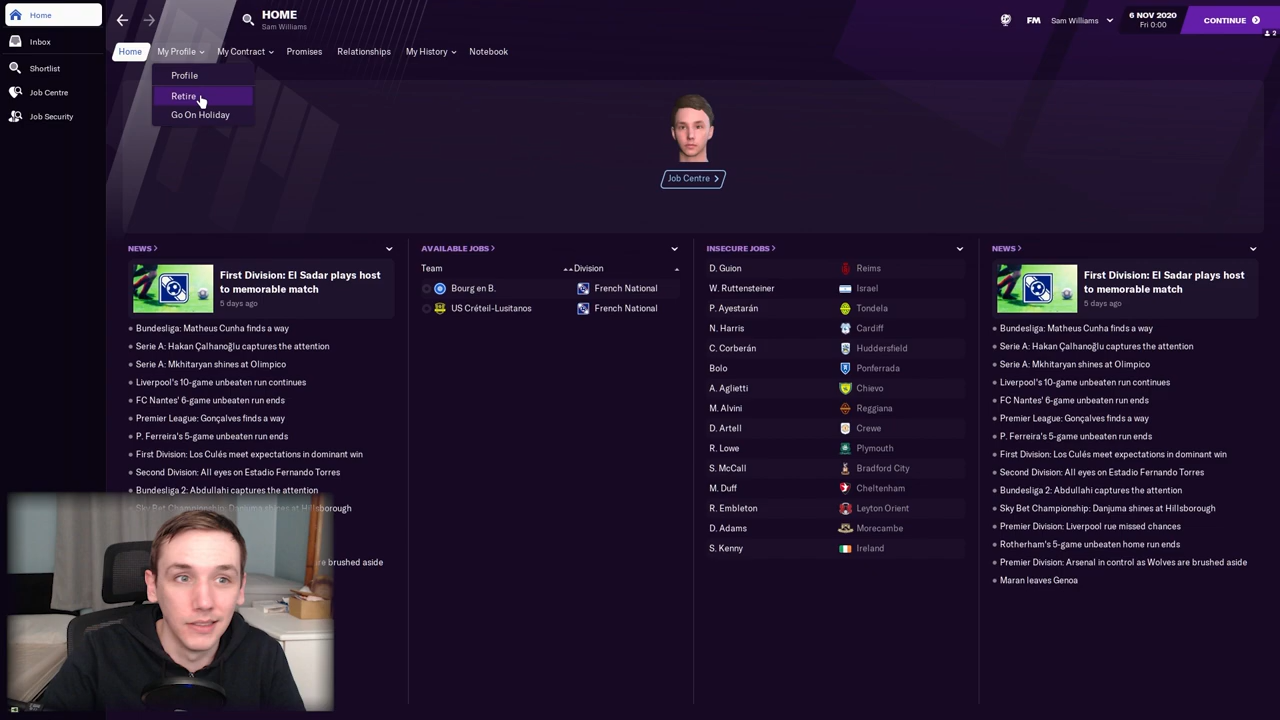 Home
Inbox
Shortlist
Job Centre
Job Security
HOME
Sam Williams
FM
Sam Williams
6 NOV 2020
Fri 0:00
CONTINUE
2
Home
My Profile
My Contract
Promises
Relationships
My History
Notebook
Profile
Retire
Go On Holiday
Job Centre
NEWS
First Division: El Sadar plays host
to memorable match
5 days ago
Bundesliga: Matheus Cunha finds a way
Serie A: Hakan Çalhanoğlu captures the attention
Serie A: Mkhitaryan shines at Olimpico
Liverpool's 10-game unbeaten run continues
FC Nantes' 6-game unbeaten run ends
Premier League: Gonçalves finds a way
P. Ferreira's 5-game unbeaten run ends
First Division: Los Culés meet expectations in dominant win
Second Division: All eyes on Estadio Fernando Torres
Bundesliga 2: Abdullahi captures the attention
Sky Bet Championship: Danjuma shines at Hillsborough
are brushed aside
AVAILABLE JOBS
Team Division
Bourg en B. French National
US Créteil-Lusitanos French National
INSECURE JOBS
D. Guion Reims
W. Ruttensteiner Israel
P. Ayestarán Tondela
N. Harris Cardiff
C. Corberán Huddersfield
Bolo Ponferrada
A. Aglietti Chievo
M. Alvini Reggiana
D. Artell Crewe
R. Lowe Plymouth
S. McCall Bradford City
M. Duff Cheltenham
R. Embleton Leyton Orient
D. Adams Morecambe
S. Kenny Ireland
NEWS
First Division: El Sadar plays host
to memorable match
5 days ago
Bundesliga: Matheus Cunha finds a way
Serie A: Hakan Çalhanoğlu captures the attention
Serie A: Mkhitaryan shines at Olimpico
Liverpool's 10-game unbeaten run continues
FC Nantes' 6-game unbeaten run ends
Premier League: Gonçalves finds a way
P. Ferreira's 5-game unbeaten run ends
First Division: Los Culés meet expectations in dominant win
Second Division: All eyes on Estadio Fernando Torres
Bundesliga 2: Abdullahi captures the attention
Sky Bet Championship: Danjuma shines at Hillsborough
Premier Division: Liverpool rue missed chances
Rotherham's 5-game unbeaten home run ends
Premier Division: Arsenal in control as Wolves are brushed aside
Maran leaves Genoa